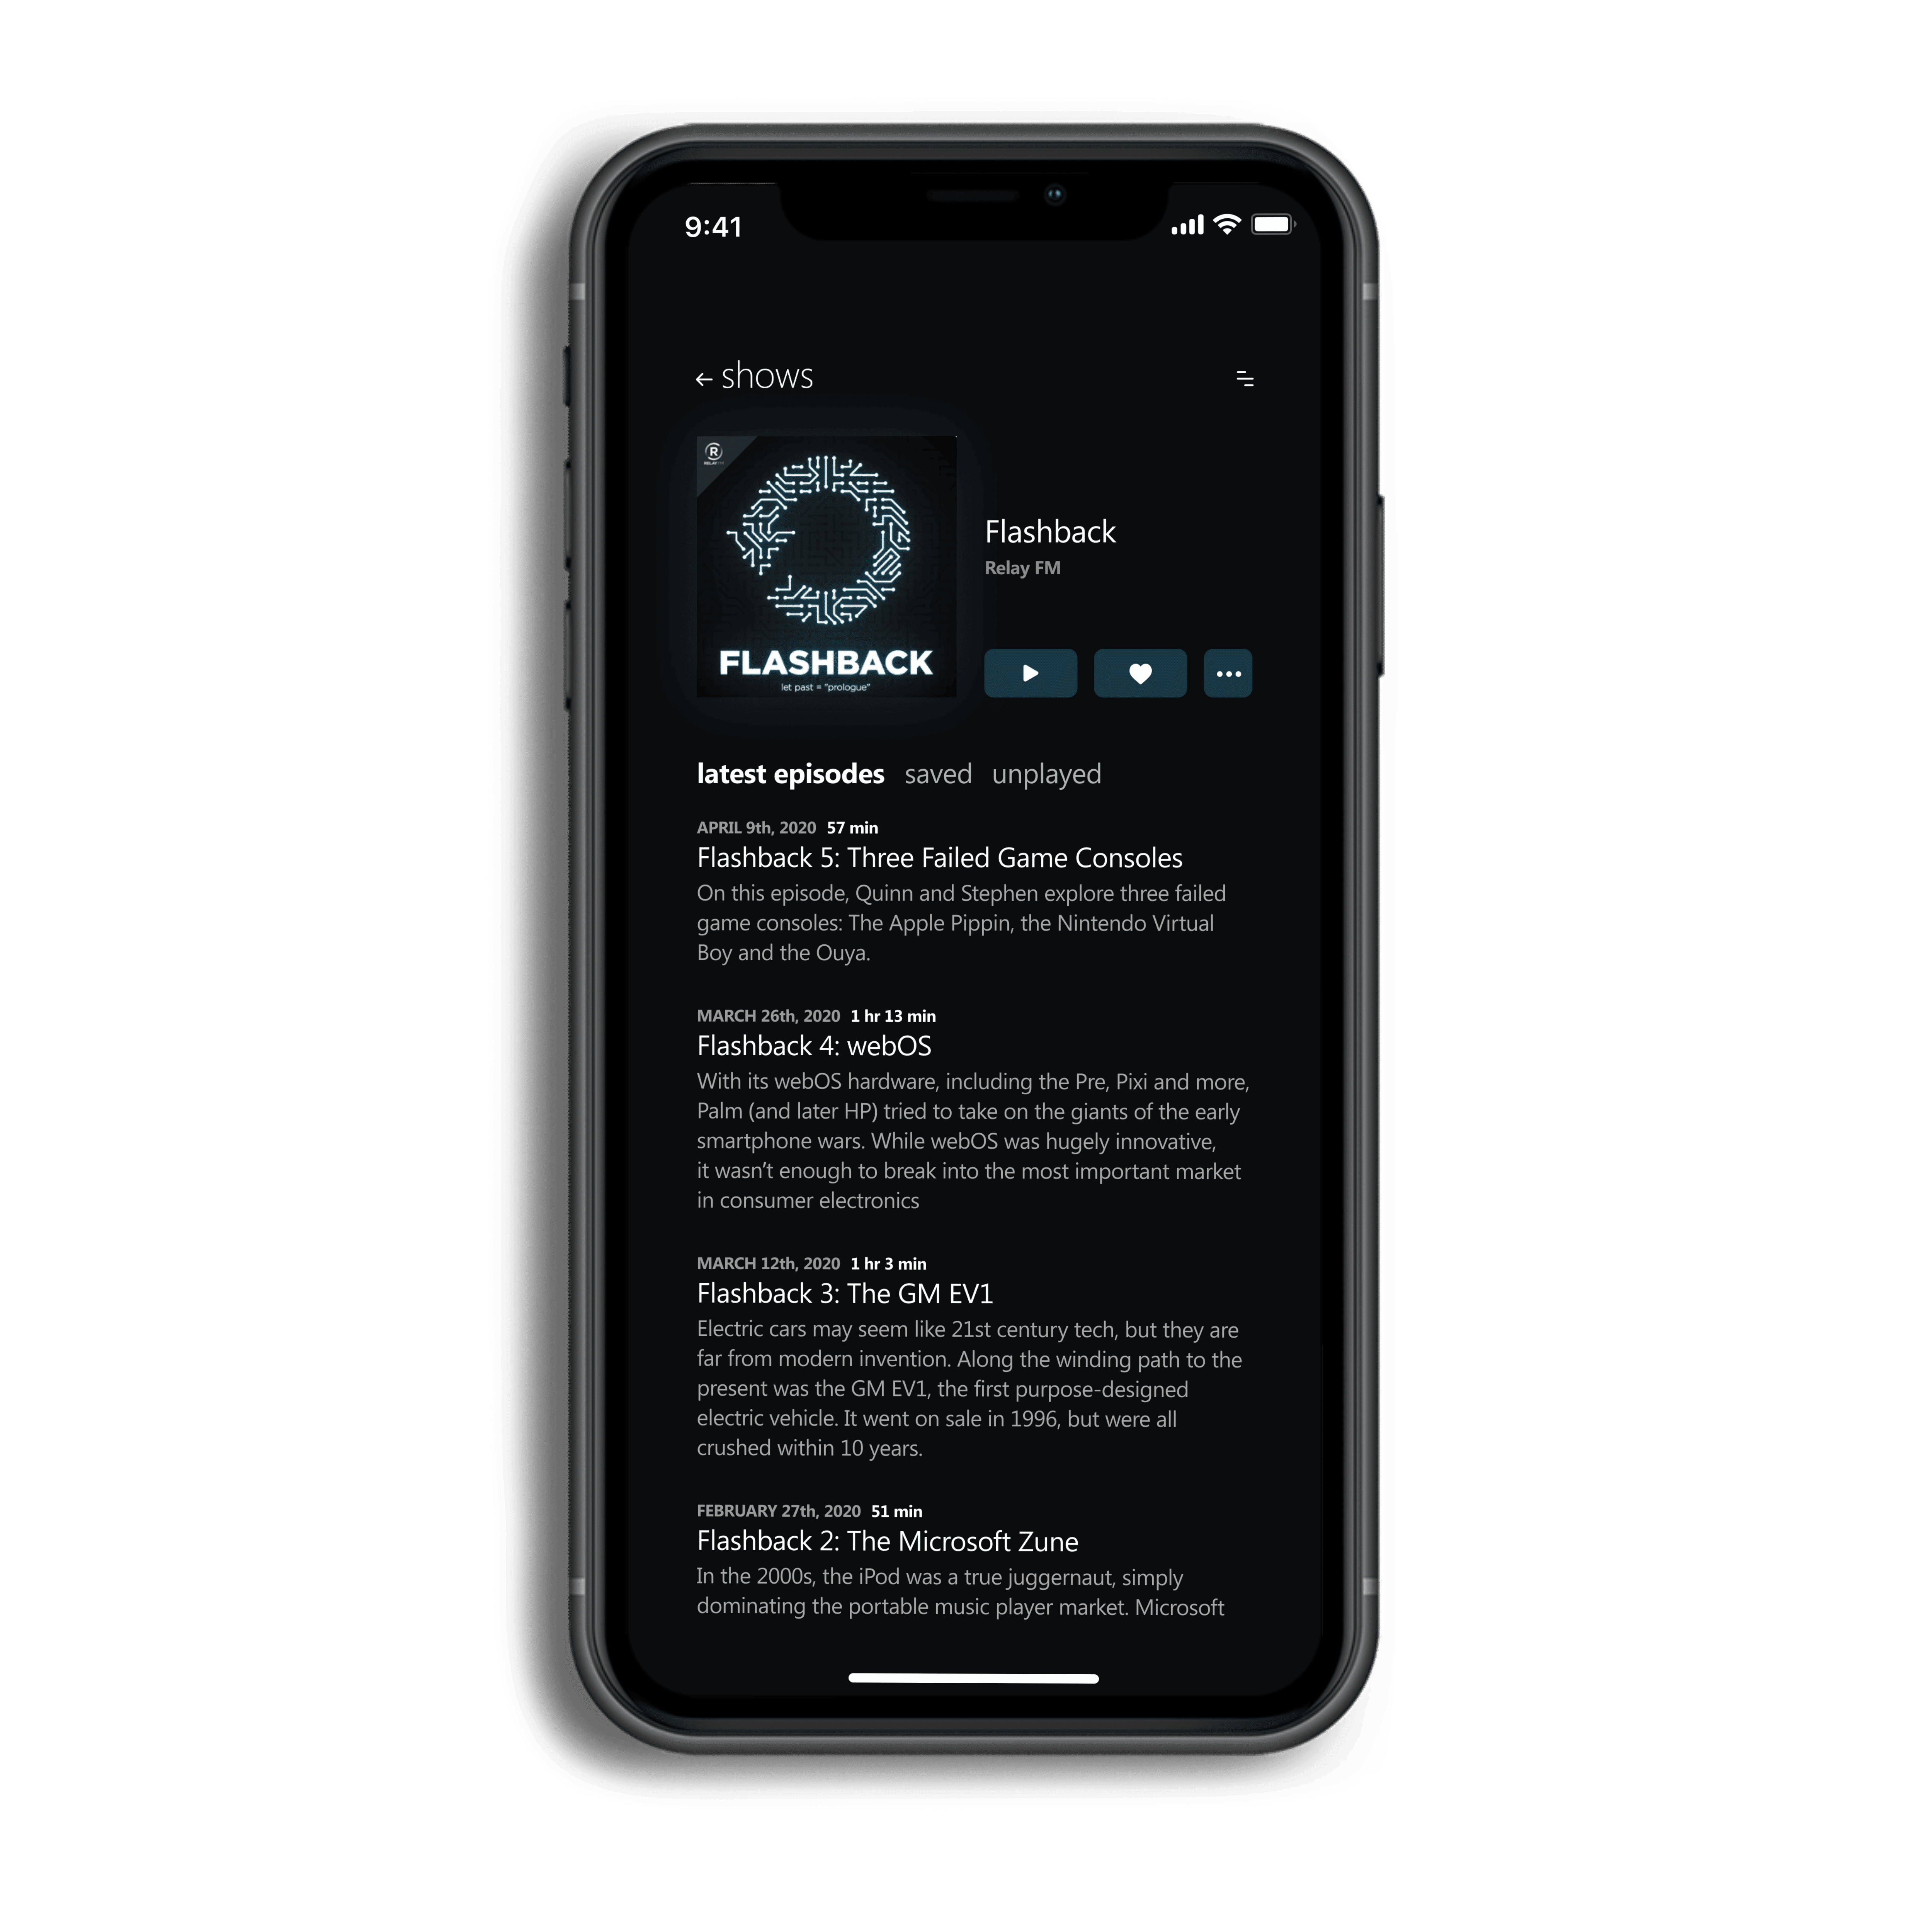 9:41
← shows
R
RELAY FM
FLASHBACK
let past = "prologue"
Flashback
Relay FM
latest episodes saved unplayed
APRIL 9th, 2020 57 min
Flashback 5: Three Failed Game Consoles
On this episode, Quinn and Stephen explore three failed
game consoles: The Apple Pippin, the Nintendo Virtual
Boy and the Ouya.
MARCH 26th, 2020 1 hr 13 min
Flashback 4: webOS
With its webOS hardware, including the Pre, Pixi and more,
Palm (and later HP) tried to take on the giants of the early
smartphone wars. While webOS was hugely innovative,
it wasn’t enough to break into the most important market
in consumer electronics
MARCH 12th, 2020 1 hr 3 min
Flashback 3: The GM EV1
Electric cars may seem like 21st century tech, but they are
far from modern invention. Along the winding path to the
present was the GM EV1, the first purpose-designed
electric vehicle. It went on sale in 1996, but were all
crushed within 10 years.
FEBRUARY 27th, 2020 51 min
Flashback 2: The Microsoft Zune
In the 2000s, the iPod was a true juggernaut, simply
dominating the portable music player market. Microsoft